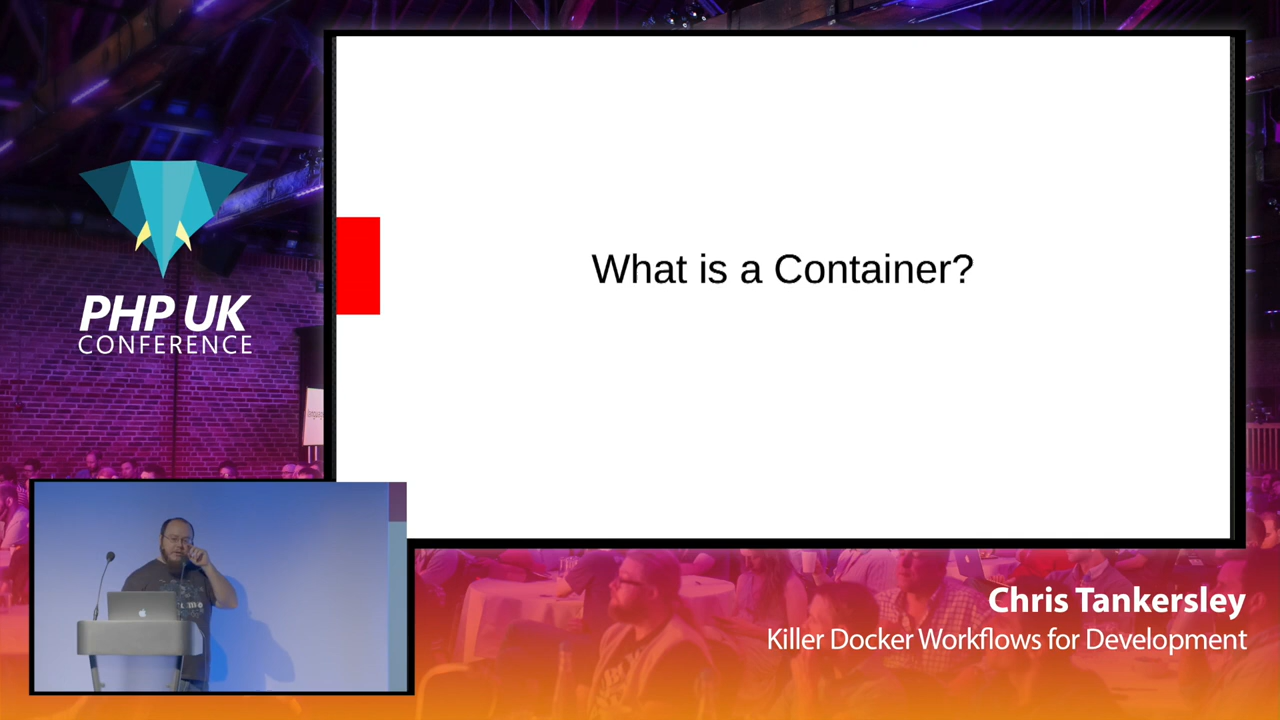 What is a Container?
PHP UK
CONFERENCE
Chris Tankersley
Killer Docker Workflows for Development